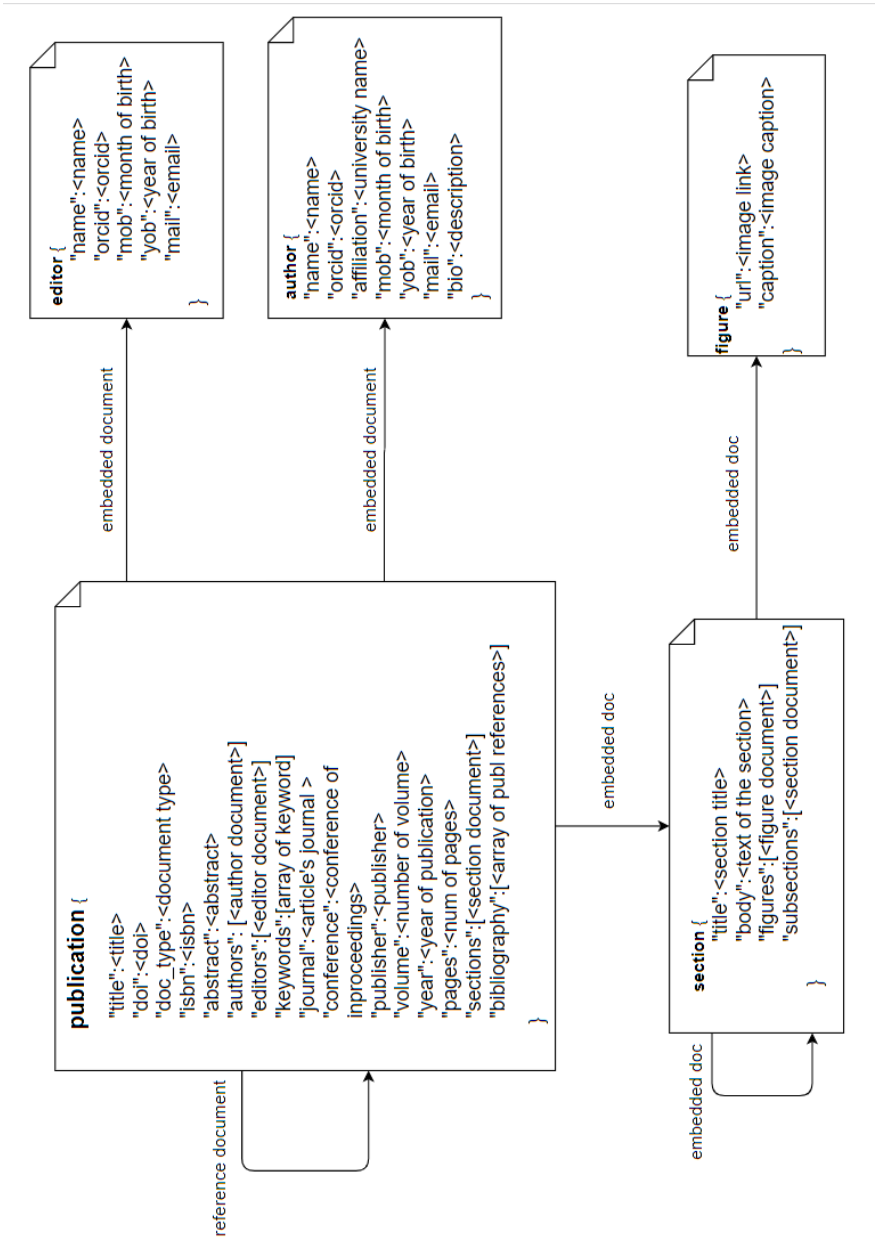 publication {
"title":<title>
"doi":<doi>
"doc_type":<document type>
"isbn":<isbn>
"abstract":<abstract>
"authors": [<author document>]
"editors":[<editor document>]
"keywords":[array of keyword]
"journal":<article's journal >
"conference":<conference of
inproceedings>
"publisher":<publisher>
"volume":<number of volume>
"year":<year of publication>
"pages":<num of pages>
"sections":[<section document>]
"bibliography":[<array of publ references>]
}
reference document
embedded document
editor {
"name":<name>
"orcid":<orcid>
"mob":<month of birth>
"yob":<year of birth>
"mail":<email>
}
embedded document
author {
"name":<name>
"orcid":<orcid>
"affiliation":<university name>
"mob":<month of birth>
"yob":<year of birth>
"mail":<email>
"bio":<description>
}
embedded doc
section {
"title":<section title>
"body":<text of the section>
"figures":[<figure document>]
"subsections":[<section document>]
}
embedded doc
embedded doc
figure {
"url":<image link>
"caption":<image caption>
}